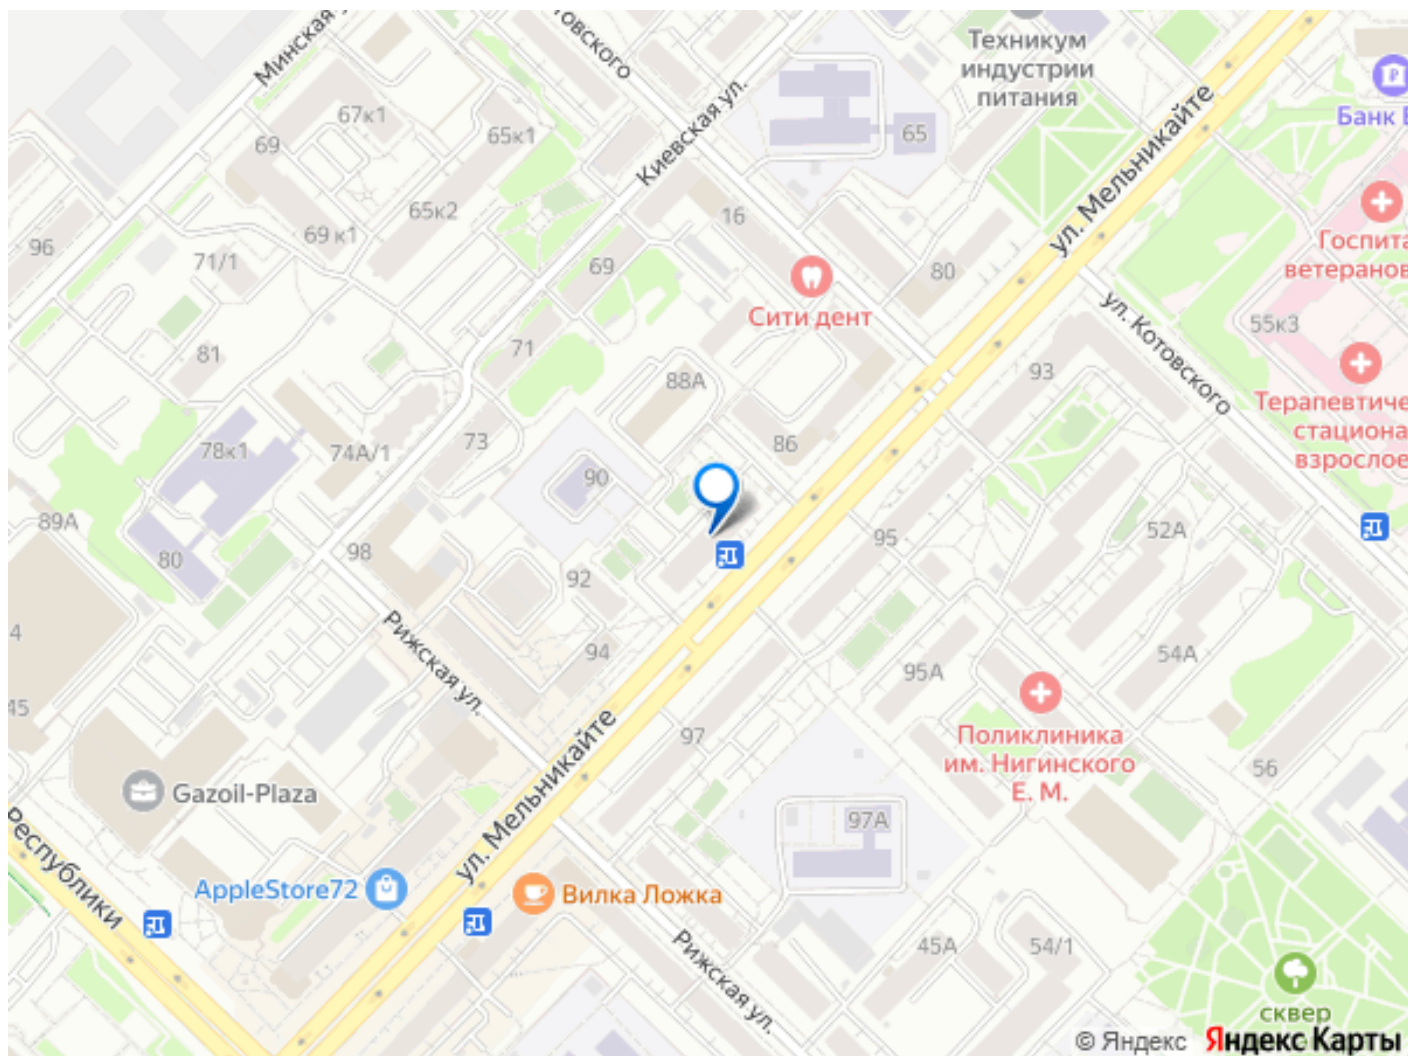 Минская у
овского
Техникум
индустрии
питания
Банк
67к1
69
65к1
Киевская ул.
65
ул. Мельникайте
65к2
16
69 к1
96
71/1
69
80
Госпита
ветеранов
Сити дент
ул. Котовского
55к3
81
71
88А
93
Терапевтиче
стациона
взрослое
78к1
74А/1
73
86
90
89А
98
80
92
95
52А
4
Рижская ул.
94
95А
54А
45
97
Поликлиника
им. Нигинского
Е. М.
56
Gazoil-Plaza
ул. Мельникайте
97А
Республики
AppleStore72
Вилка Ложка
Рижская ул.
45А
54/1
сквер
© Яндекс Яндекс Карты